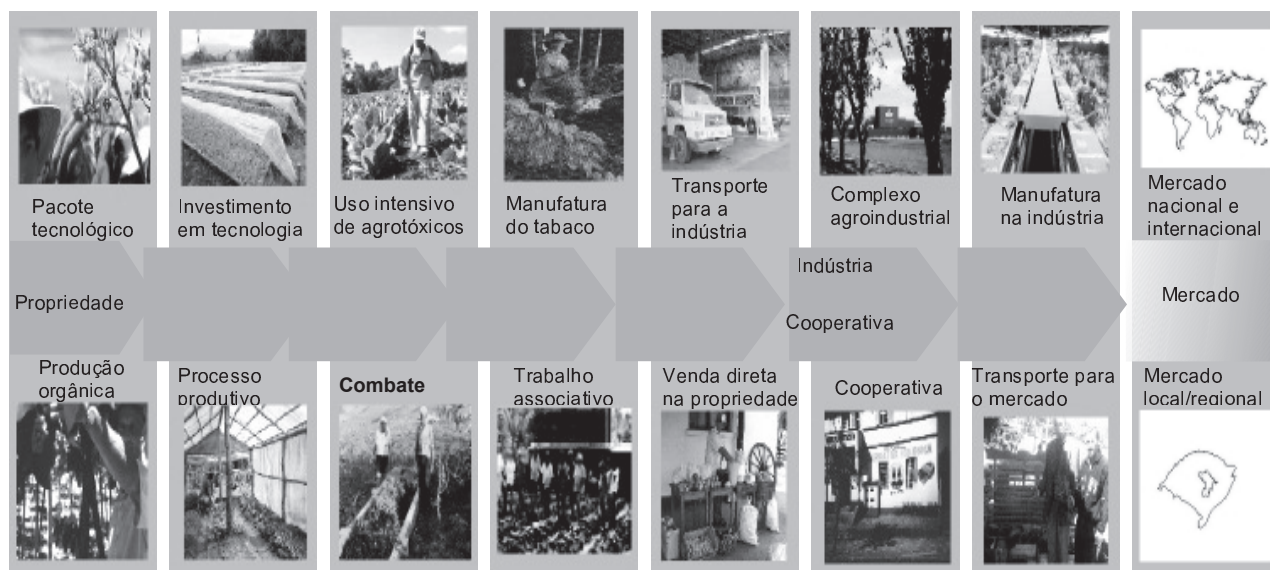 Pacote
tecnológico
Investimento
em tecnologia
Uso intensivo
de agrotóxicos
Manufatura
do tabaco
Transporte
para a
indústria
Complexo
agroindustrial
Manufatura
na indústria
Mercado
nacional e
internacional
Propriedade
Indústria
Cooperativa
Mercado
Produção
orgânica
Processo
produtivo
Combate
Trabalho
associativo
Venda direta
na propriedade
Cooperativa
Transporte para
o mercado
Mercado
local/regional